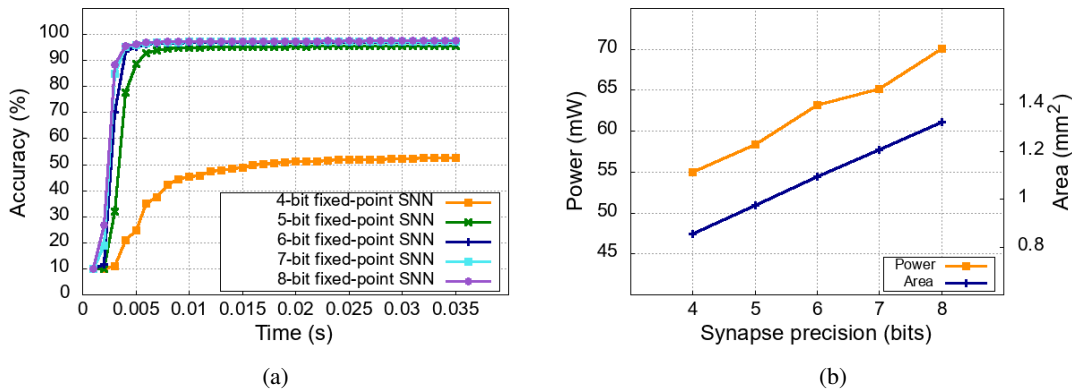 100
90
80
70
60
50
40
30
20
10
0
Accuracy (%)
4-bit fixed-point SNN
5-bit fixed-point SNN
6-bit fixed-point SNN
7-bit fixed-point SNN
8-bit fixed-point SNN
0 0.005 0.01 0.015 0.02 0.025 0.03 0.035
Time (s)
(a)
70
65
60
55
50
45
Power (mW)
1.4
1.2
1
0.8
Area (mm²)
Power
Area
4 5 6 7 8
Synapse precision (bits)
(b)